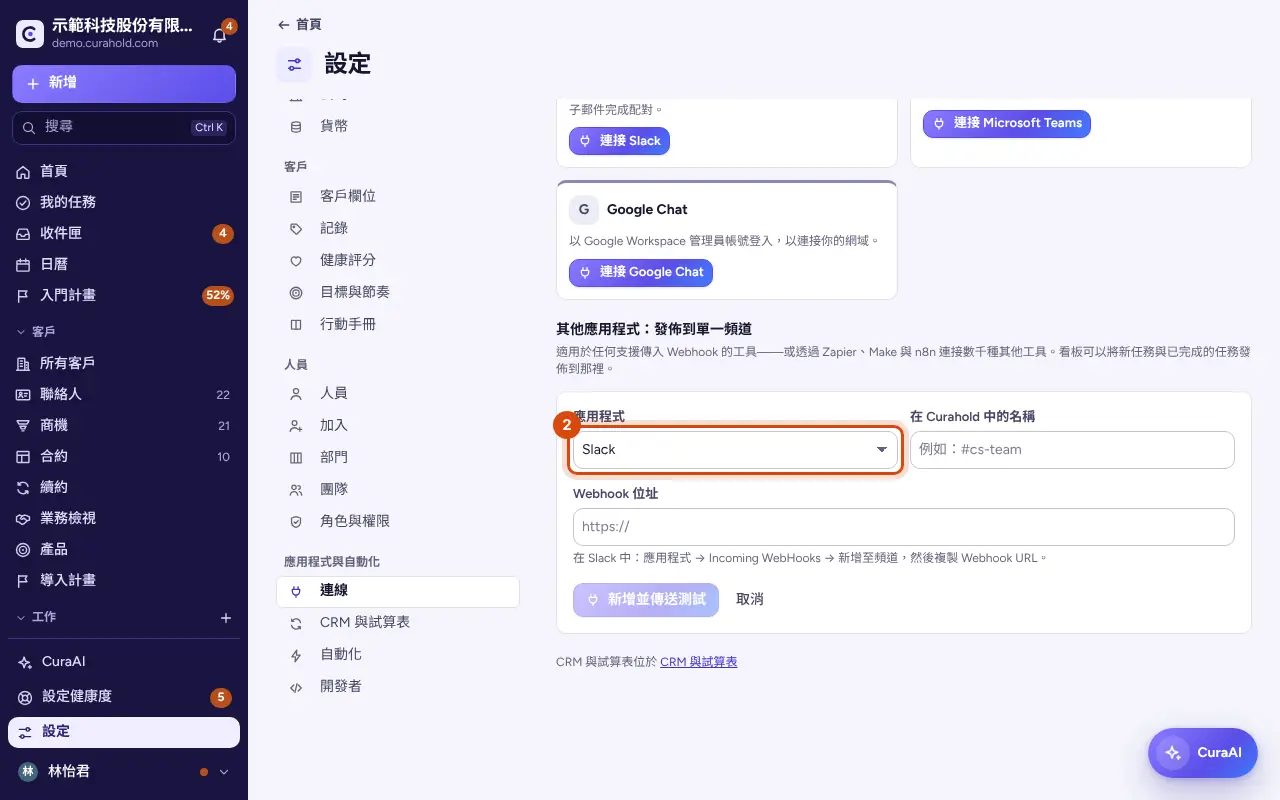 示範科技股份有限...
demo.curahold.com
4
新增
搜尋
Ctrl K
首頁
我的任務
收件匣
4
日曆
入門計畫
52%
客戶
所有客戶
聯絡人
22
商機
21
合約
10
續約
業務檢視
產品
導入計畫
工作
CuraAI
設定健康度
5
設定
林
林怡君
首頁
設定
貨幣
客戶
客戶欄位
記錄
健康評分
目標與節奏
行動手冊
人員
人員
加入
部門
團隊
角色與權限
應用程式與自動化
連線
CRM 與試算表
自動化
開發者
子郵件完成配對。
連接 Slack
連接 Microsoft Teams
G
Google Chat
以 Google Workspace 管理員帳號登入，以連接你的網域。
連接 Google Chat
其他應用程式：發佈到單一頻道
適用於任何支援傳入 Webhook 的工具——或透過 Zapier、Make 與 n8n 連接數千種其他工具。看板可以將新任務與已完成的任務發
佈到那裡。
2
應用程式
Slack
在 Curahold 中的名稱
例如：#cs-team
Webhook 位址
https://
在 Slack 中：應用程式 → Incoming WebHooks → 新增至頻道，然後複製 Webhook URL。
新增並傳送測試
取消
CRM 與試算表位於 CRM 與試算表
CuraAI